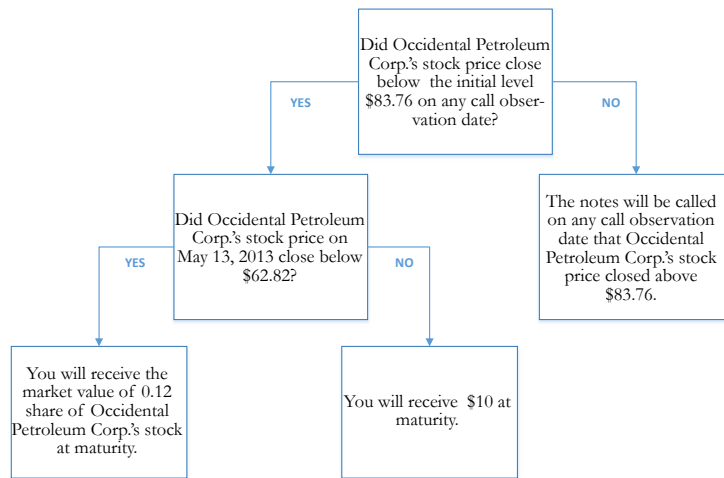 Did Occidental Petroleum
Corp.'s stock price close
below the initial level
$83.76 on any call obser-
vation date?
YES
NO
Did Occidental Petroleum
Corp.'s stock price on
May 13, 2013 close below
$62.82?
The notes will be called
on any call observation
date that Occidental
Petroleum Corp.'s stock
price closed above
$83.76.
YES
NO
You will receive the
market value of 0.12
share of Occidental
Petroleum Corp.'s stock
at maturity.
You will receive $10 at
maturity.